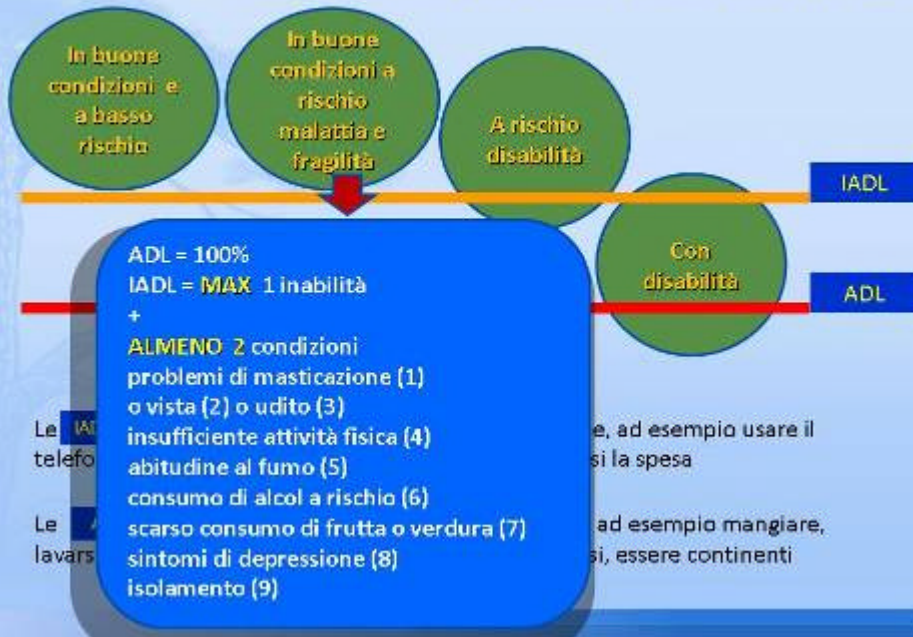 In buone
condizioni e
a basso
rischio
In buone
condizioni a
rischio
malattia e
fragilità
A rischio
disabilità
Con
disabilità
IADL
ADL
ADL = 100%
IADL = MAX 1 inabilità
+
ALMENO 2 condizioni
problemi di masticazione (1)
o vista (2) o udito (3)
insufficiente attività fisica (4)
abitudine al fumo (5)
consumo di alcol a rischio (6)
scarso consumo di frutta o verdura (7)
sintomi di depressione (8)
isolamento (9)
Le e, ad esempio usare il
telefo si la spesa
Le ad esempio mangiare,
lavars si, essere continenti